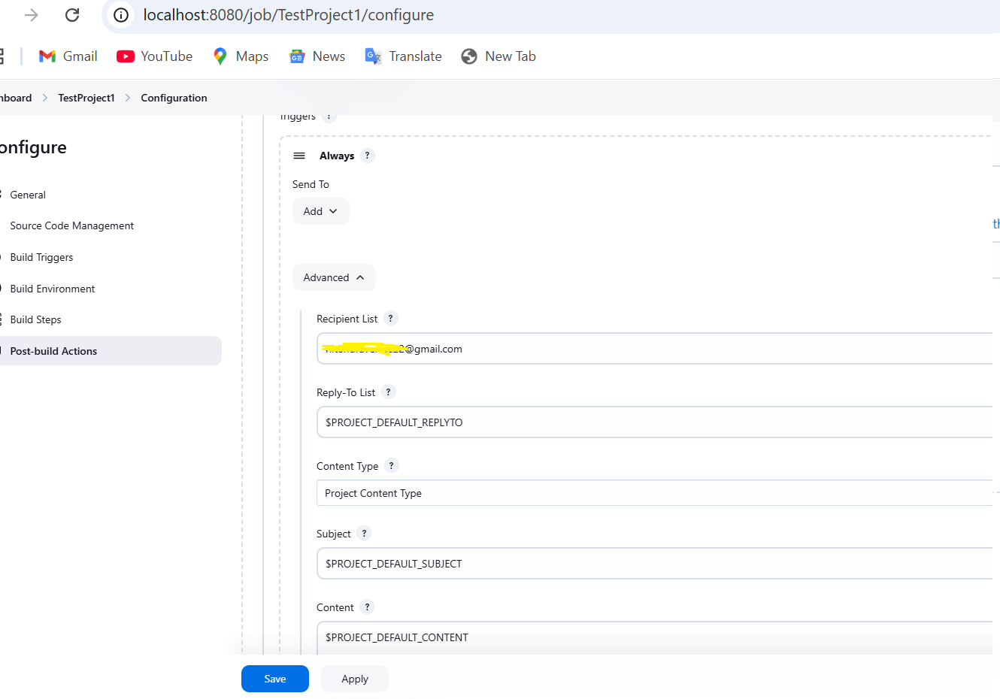 localhost:8080/job/TestProject1/configure
Gmail YouTube Maps News Translate New Tab
nboard TestProject1 Configuration
Triggers ?
onfigure
Always ?
Send To
General
Add
Source Code Management
th
Build Triggers
Advanced
Build Environment
Recipient List ?
Build Steps
@gmail.com
Post-build Actions
Reply-To List ?
$PROJECT_DEFAULT_REPLYTO
Content Type ?
Project Content Type
Subject ?
$PROJECT_DEFAULT_SUBJECT
Content ?
$PROJECT_DEFAULT_CONTENT
Save Apply